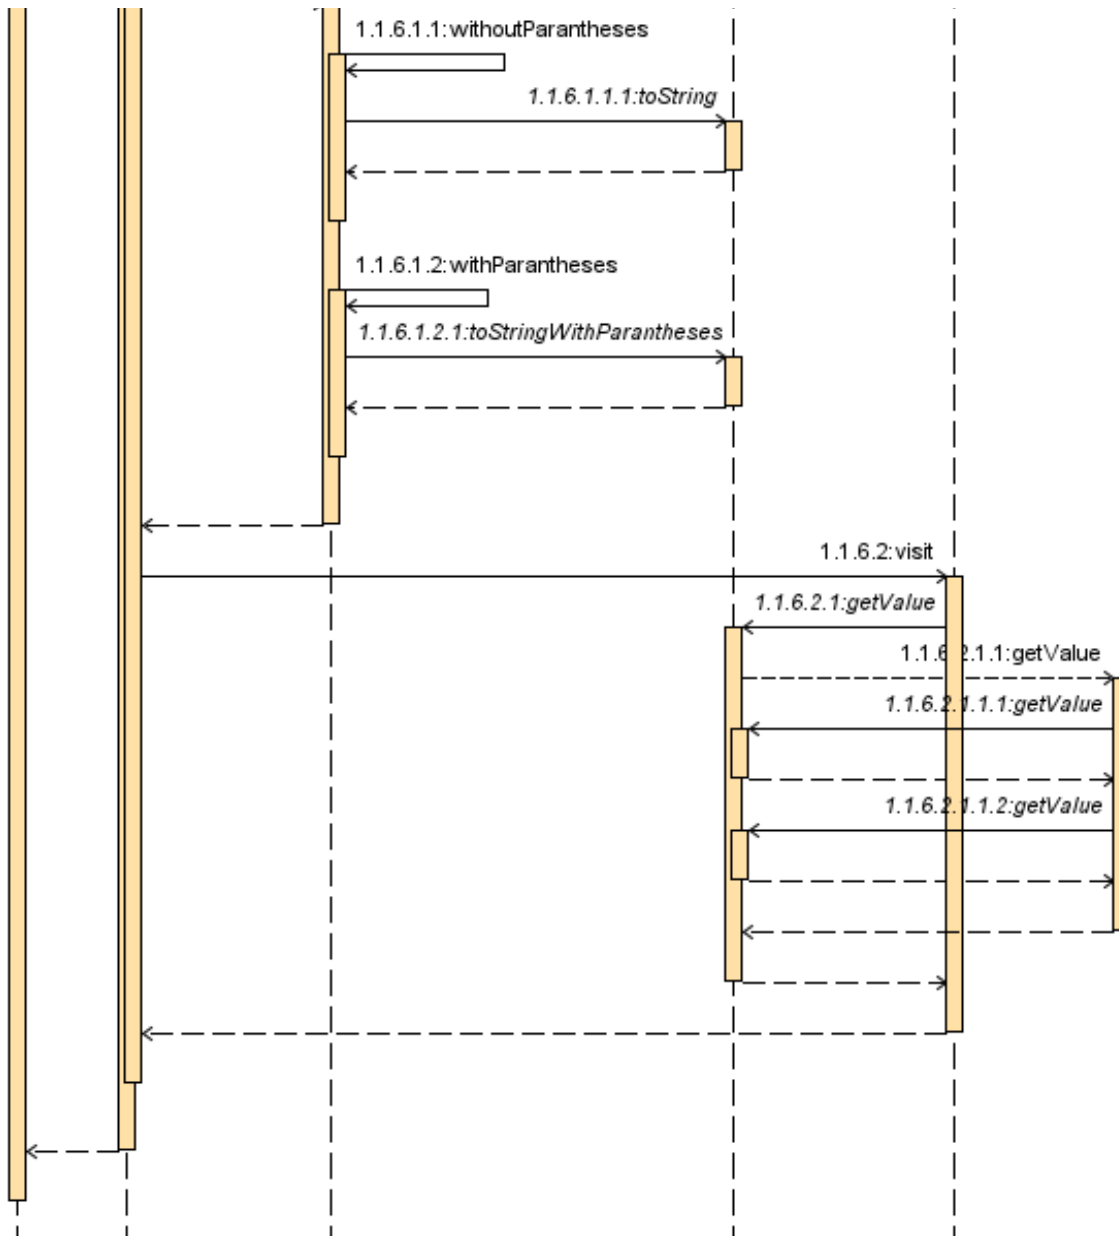 1.1.6.1.1:withoutParantheses
1.1.6.1.1.1:toString
1.1.6.1.2:withParantheses
1.1.6.1.2.1:toStringWithParantheses
1.1.6.2:visit
1.1.6.2.1:getValue
1.1.6.2.1.1:getValue
1.1.6.2.1.1.1:getValue
1.1.6.2.1.1.2:getValue